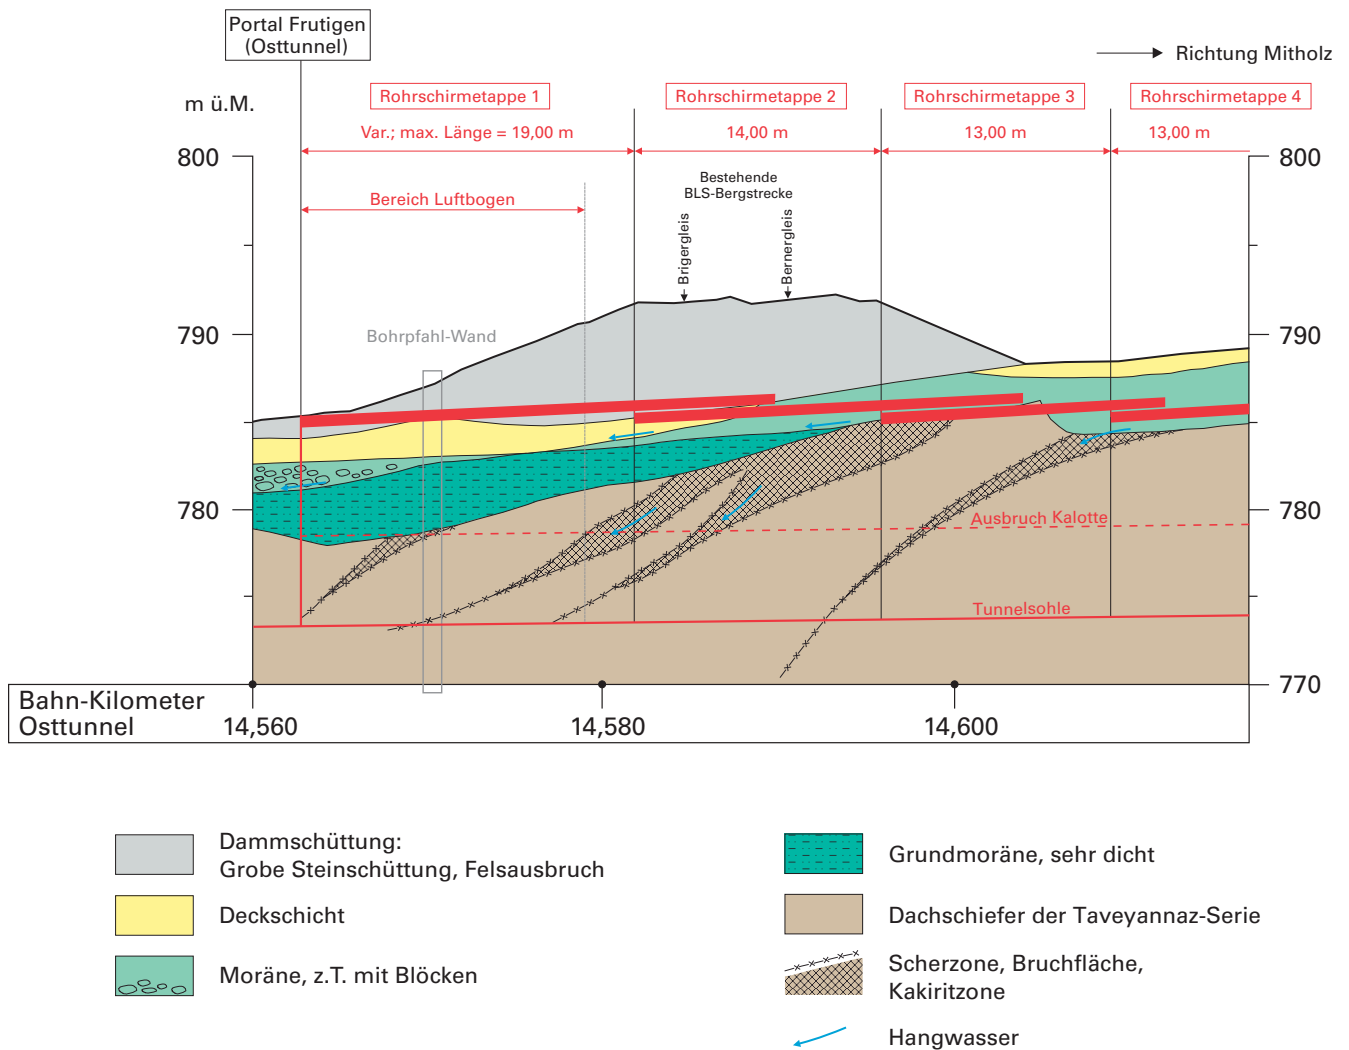 Portal Frutigen
(Osttunnel)
Richtung Mitholz
m ü.M.
Rohrschirmetappe 1
Rohrschirmetappe 2
Rohrschirmetappe 3
Rohrschirmetappe 4
Var.; max. Länge = 19,00 m
14,00 m
13,00 m
13,00 m
800
800
Bestehende
BLS-Bergstrecke
Bereich Luftbogen
Brigergleis
Bernergleis
790
790
Bohrpfahl-Wand
780
780
Ausbruch Kalotte
Tunnelsohle
770
Bahn-Kilometer
Osttunnel
14,560
14,580
14,600
Dammschüttung:
Grobe Steinschüttung, Felsausbruch
Deckschicht
Moräne, z.T. mit Blöcken
Grundmoräne, sehr dicht
Dachschiefer der Taveyannaz-Serie
Scherzone, Bruchfläche,
Kakiritzone
Hangwasser